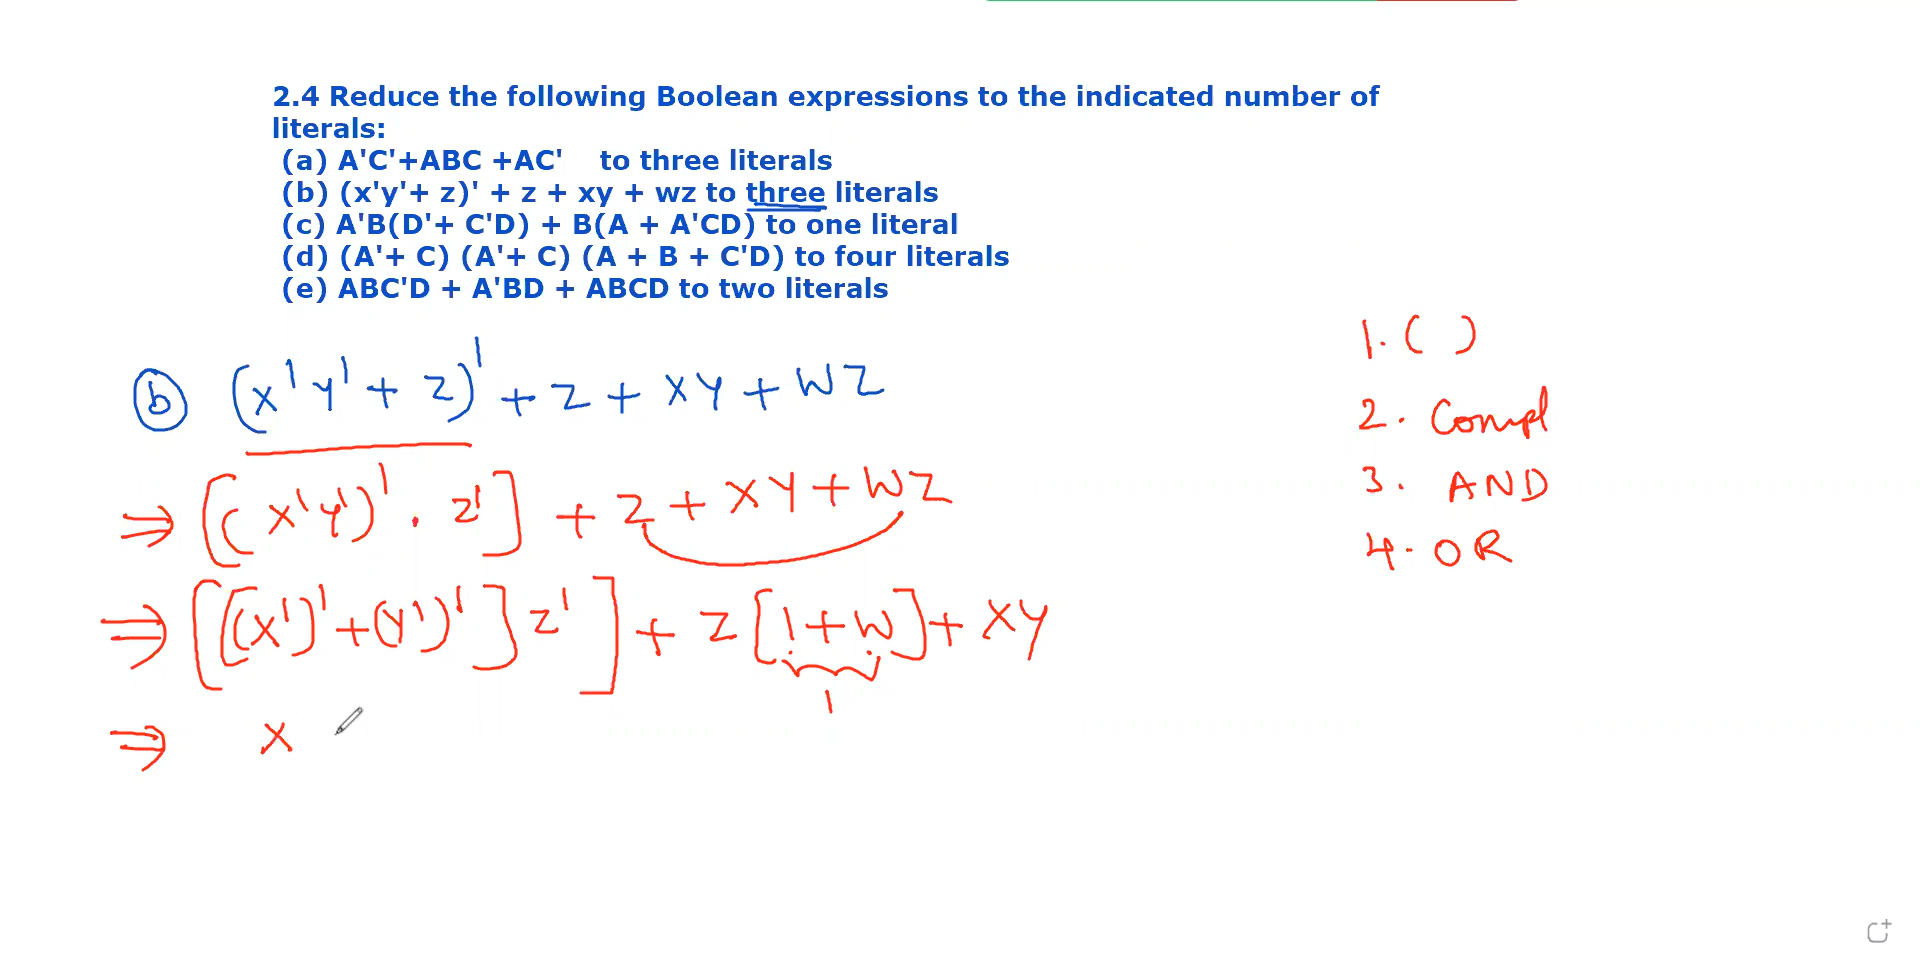 2.4 Reduce the following Boolean expressions to the indicated number of
literals:
(a) A'C'+ABC +AC' to three literals
(b) (x'y'+ z)' + z + xy + wz to three literals
(c) A'B(D'+ C'D) + B(A + A'CD) to one literal
(d) (A'+ C) (A'+ C) (A + B + C'D) to four literals
(e) ABC'D + A'BD + ABCD to two literals
1. ( )
b (x'y' + z)' + z + xy + wz
2. Compl
⇒ [(x'y')' . z'] + z + xy + wz
3. AND
4. OR
⇒ [[(x')' + (y')'] z'] + z [1+w] + xy
1
⇒ x